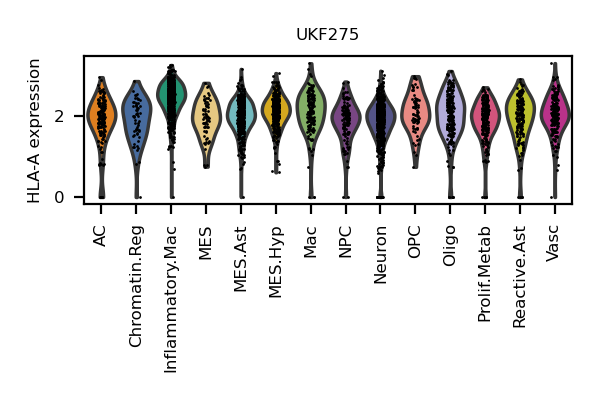 UKF275
HLA-A expression
2
0
AC
Chromatin.Reg
Inflammatory.Mac
MES
MES.Ast
MES.Hyp
Mac
NPC
Neuron
OPC
Oligo
Prolif.Metab
Reactive.Ast
Vasc